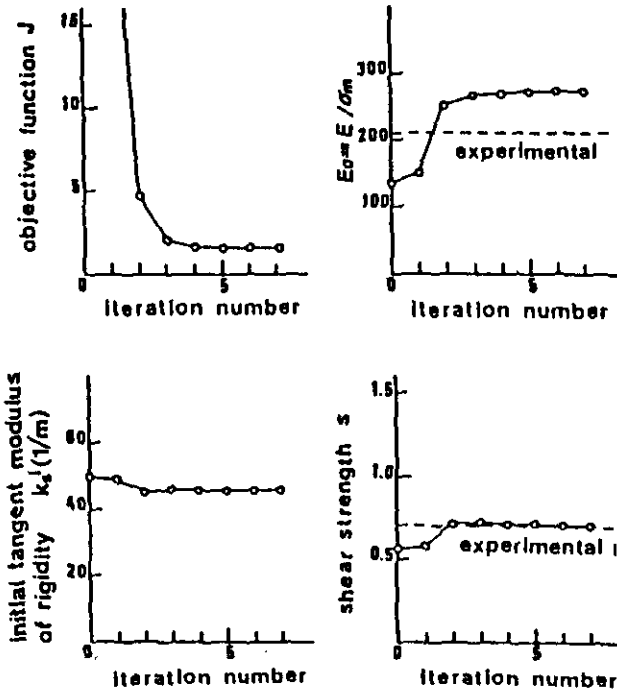 objective function J
15
10
5
0
5
iteration number
E₀=E/σm
300
200
100
experimental
0
5
iteration number
initial tangent modulus
of rigidity kₛⁱ(1/m)
60
40
20
0
5
iteration number
shear strength s
1.5
1.0
0.5
experimental
0
5
iteration number